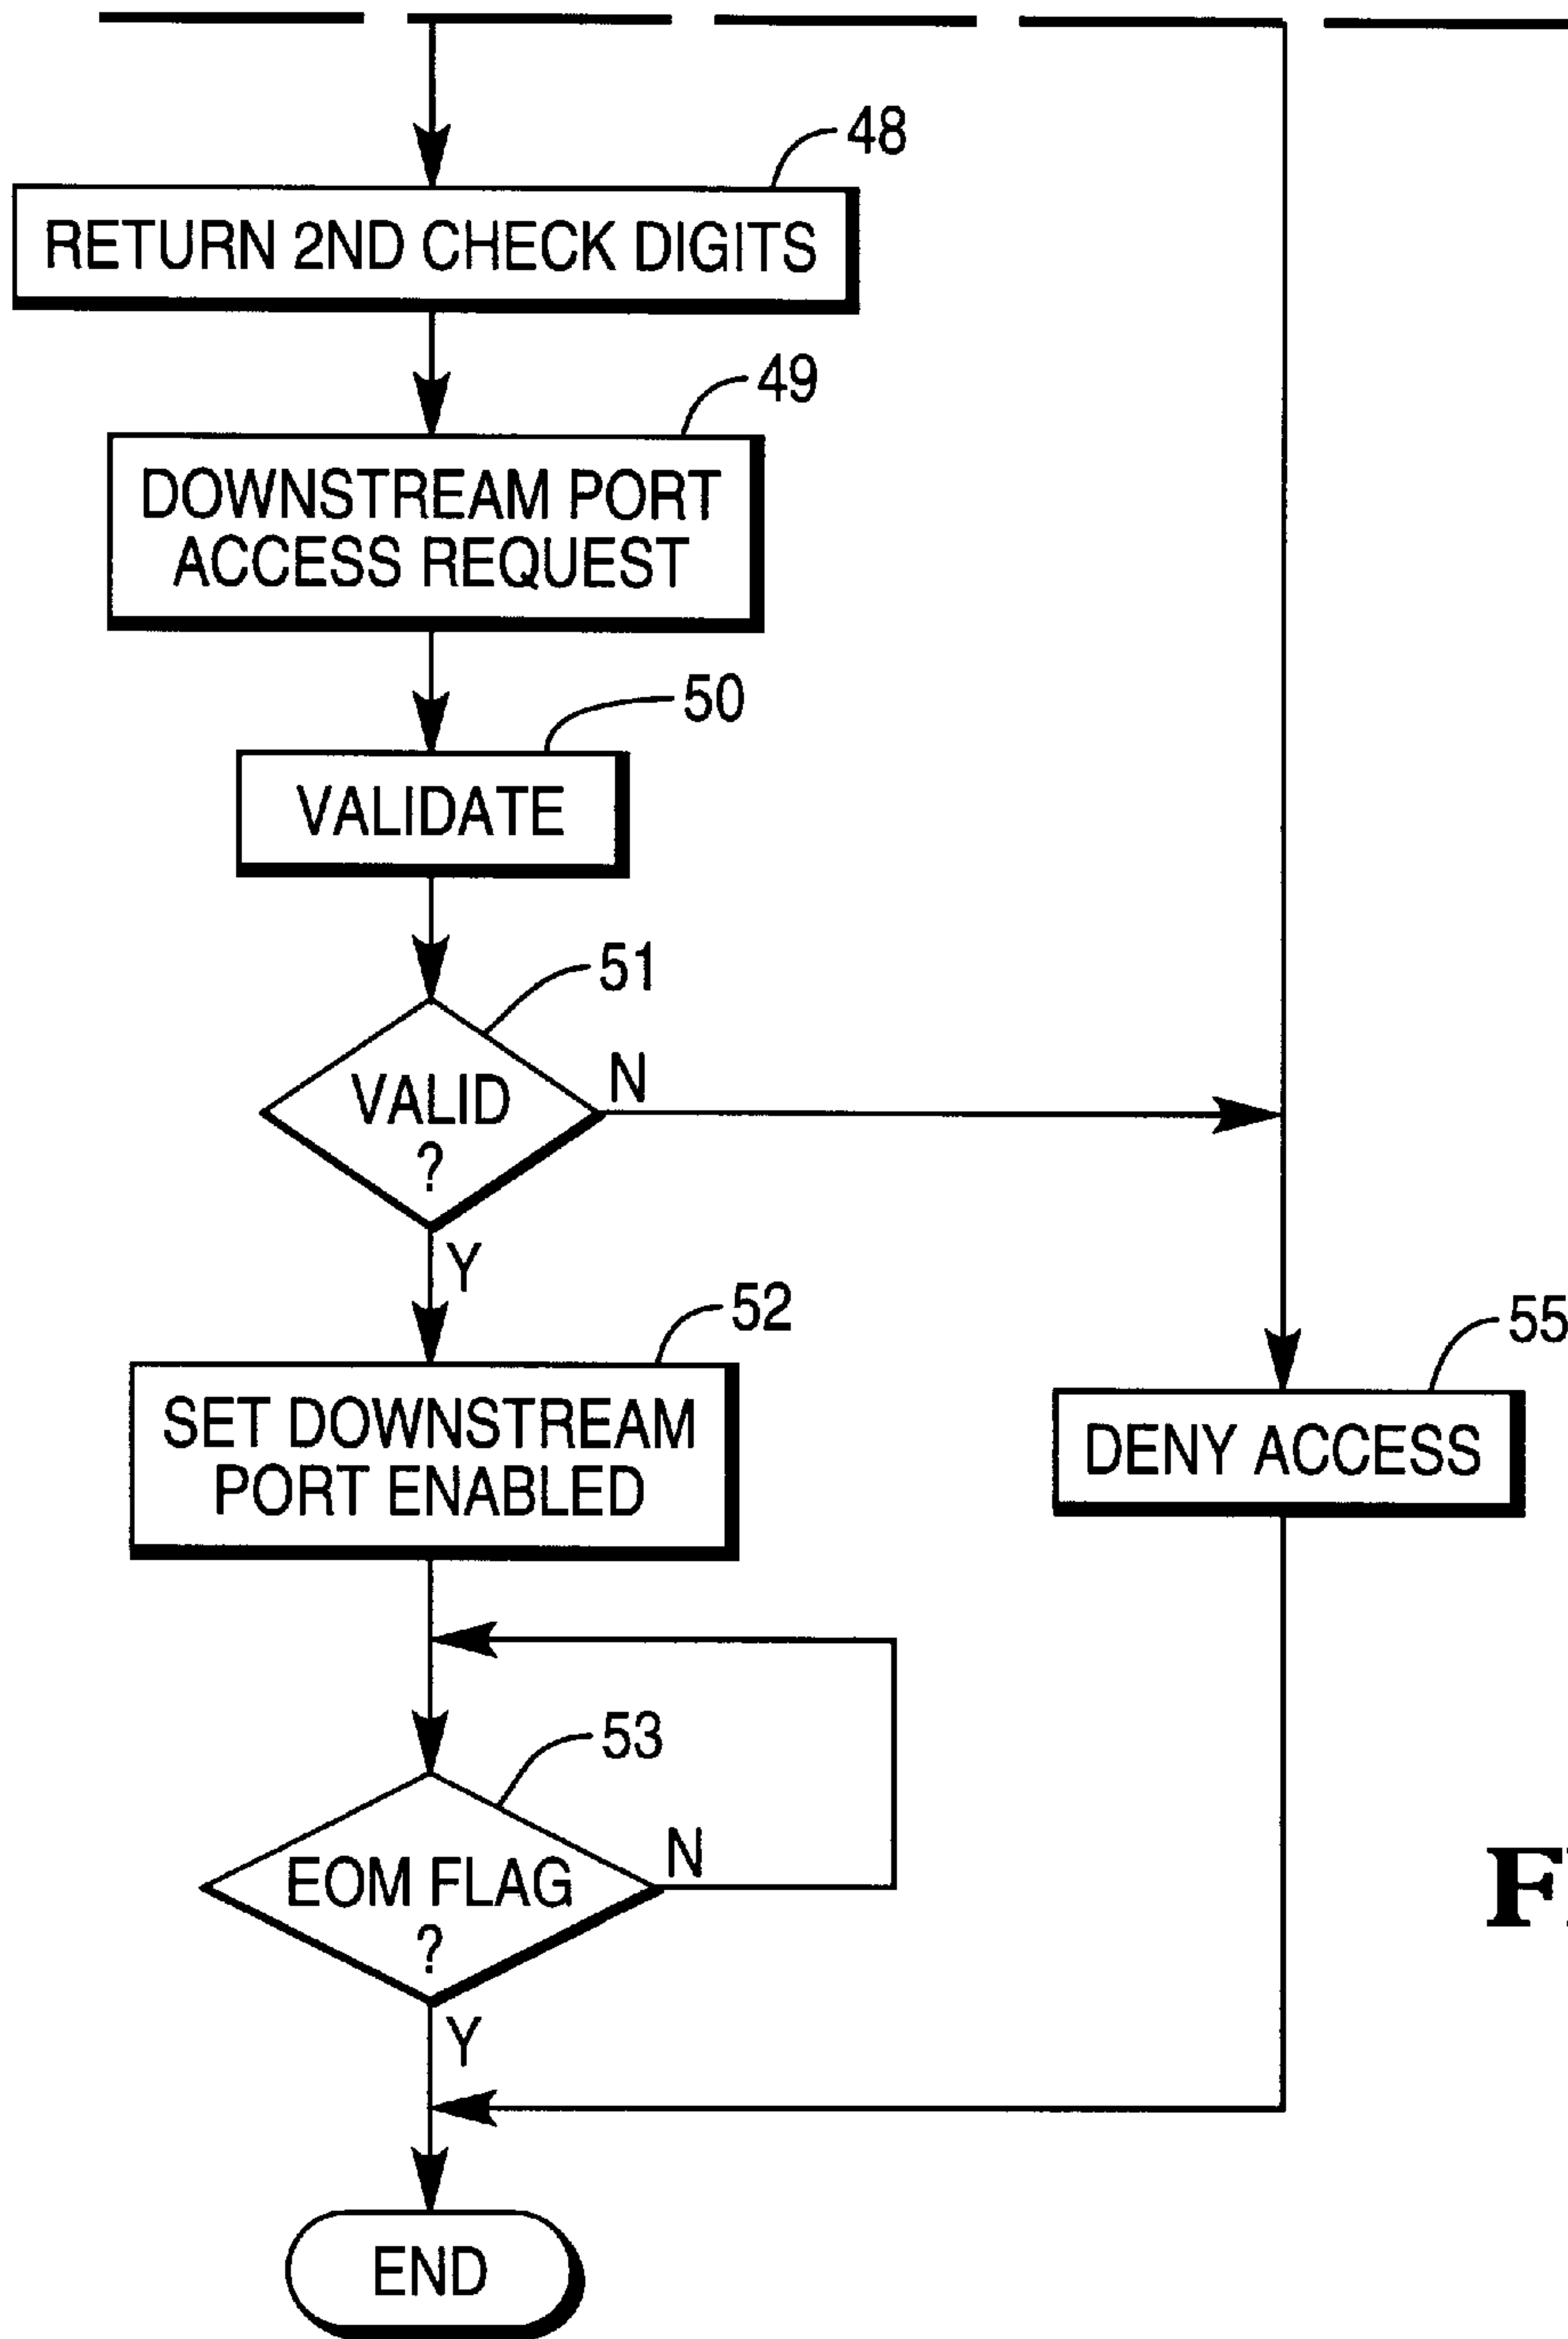 48
RETURN 2ND CHECK DIGITS
49
DOWNSTREAM PORT
ACCESS REQUEST
50
VALIDATE
51
VALID
?
N
Y
52
SET DOWNSTREAM
PORT ENABLED
55
DENY ACCESS
53
EOM FLAG
?
N
Y
END